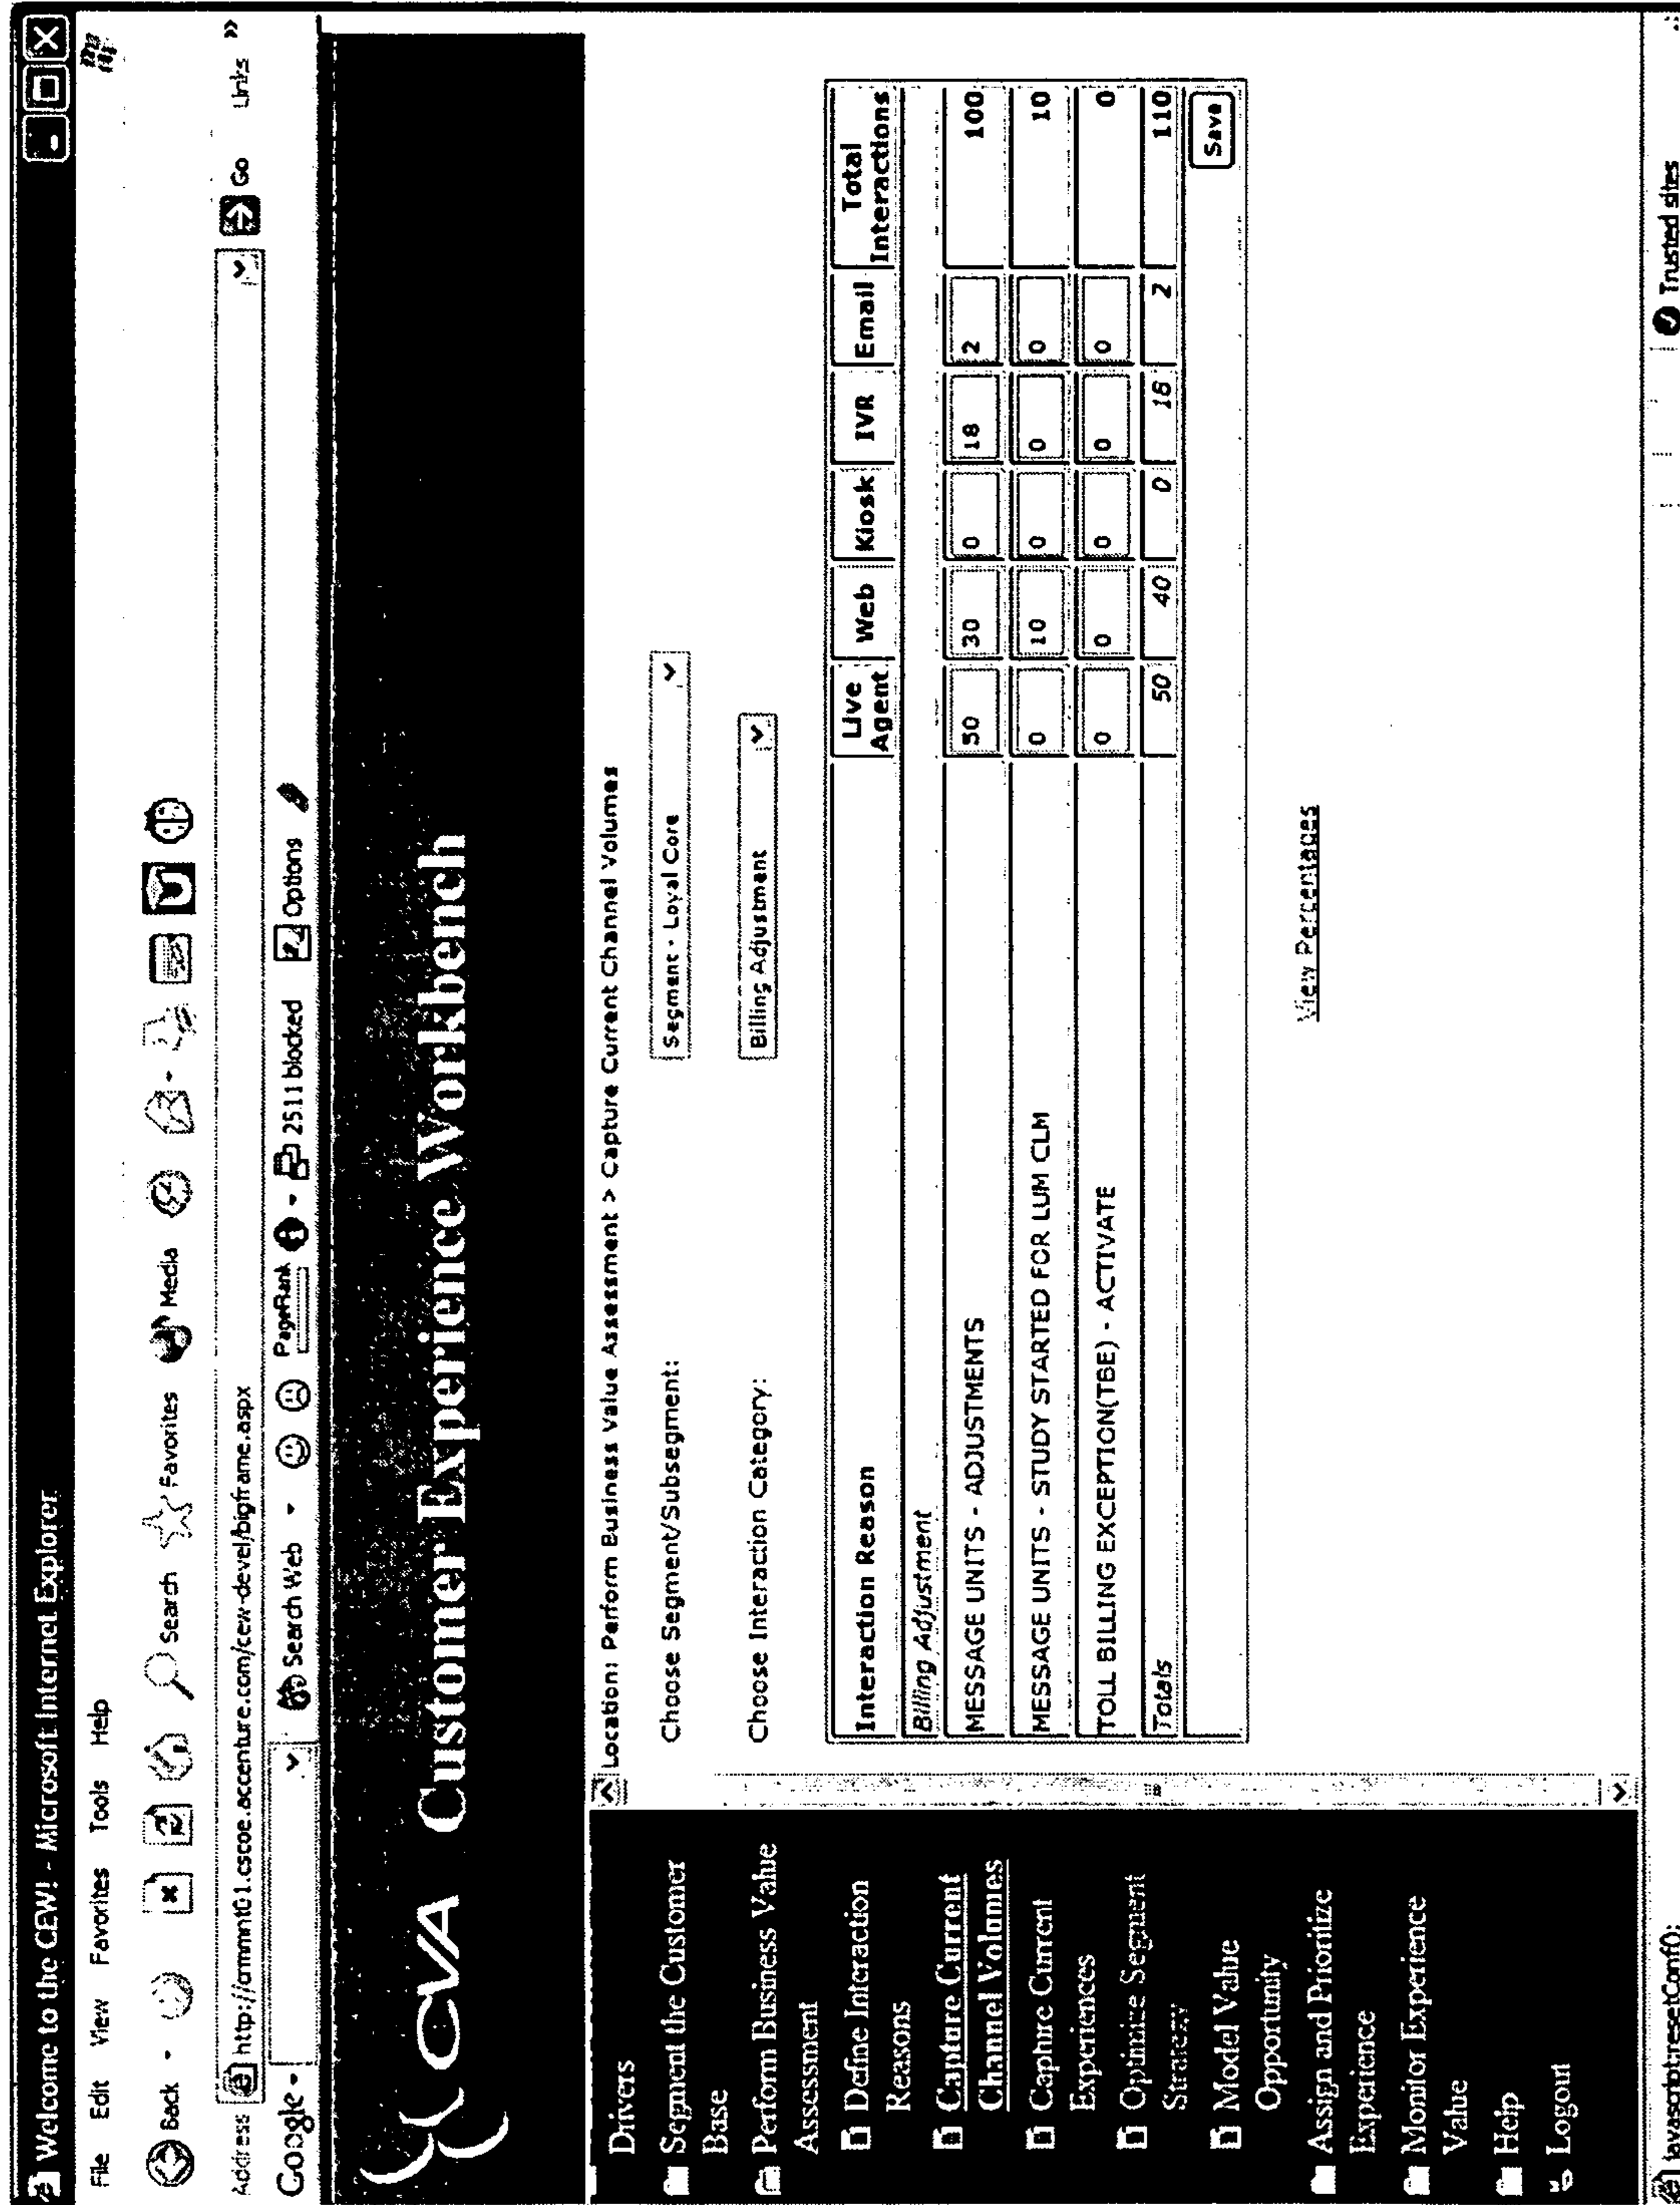 Welcome to the CEW! - Microsoft Internet Explorer
File Edit View Favorites Tools Help
Back Search Favorites Media
Address http://crmmnt01.cscoe.accenture.com/cew-devel/bigframe.aspx Go Links »
Google Search Web PageRank 2511 blocked Options
CVA Customer Experience Workbench
Drivers
Segment the Customer
Base
Perform Business Value
Assessment
Define Interaction
Reasons
Capture Current
Channel Volumes
Capture Current
Experiences
Optimize Segment
Strategy
Model Value
Opportunity
Assign and Prioritize
Experience
Monitor Experience
Value
Help
Logout
Location: Perform Business Value Assessment > Capture Current Channel Volumes
Choose Segment/Subsegment: Segment - Loyal Core
Choose Interaction Category: Billing Adjustment
Interaction Reason Live Agent Web Kiosk IVR Email Total Interactions
Billing Adjustment
MESSAGE UNITS - ADJUSTMENTS 50 30 0 18 2 100
MESSAGE UNITS - STUDY STARTED FOR LUM CLM 0 10 0 0 0 10
TOLL BILLING EXCEPTION(TBE) - ACTIVATE 0 0 0 0 0 0
Totals 50 40 0 18 2 110
Save
View Percentages
javascript:resetConf(); Trusted sites